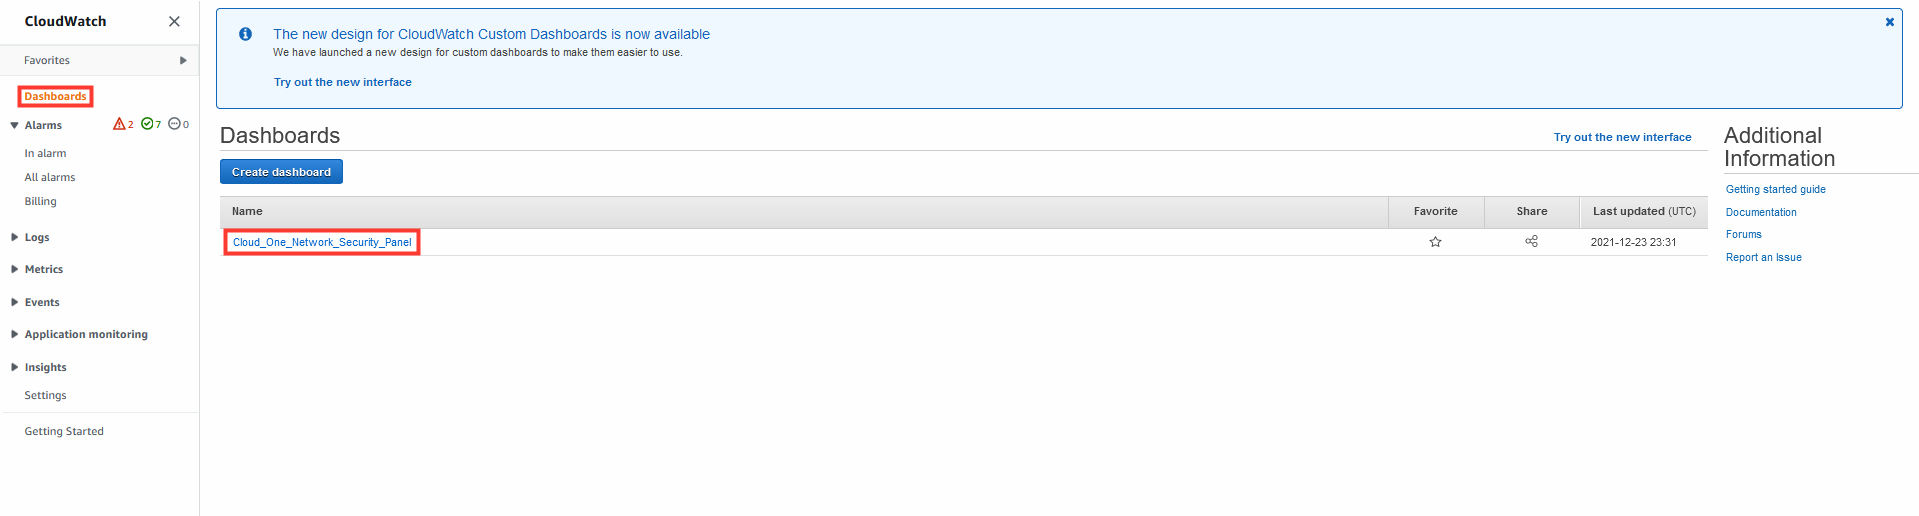 CloudWatch
Favorites
Dashboards
Alarms 2 7 0
In alarm
All alarms
Billing
Logs
Metrics
Events
Application monitoring
Insights
Settings
Getting Started
The new design for CloudWatch Custom Dashboards is now available
We have launched a new design for custom dashboards to make them easier to use.
Try out the new interface
Dashboards
Try out the new interface
Create dashboard
Name Favorite Share Last updated (UTC)
Cloud_One_Network_Security_Panel 2021-12-23 23:31
Additional
Information
Getting started guide
Documentation
Forums
Report an Issue